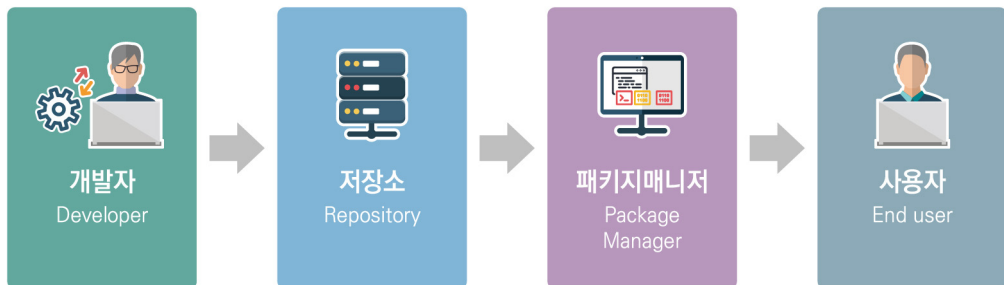 개발자
Developer
저장소
Repository
패키지매니저
Package
Manager
사용자
End user